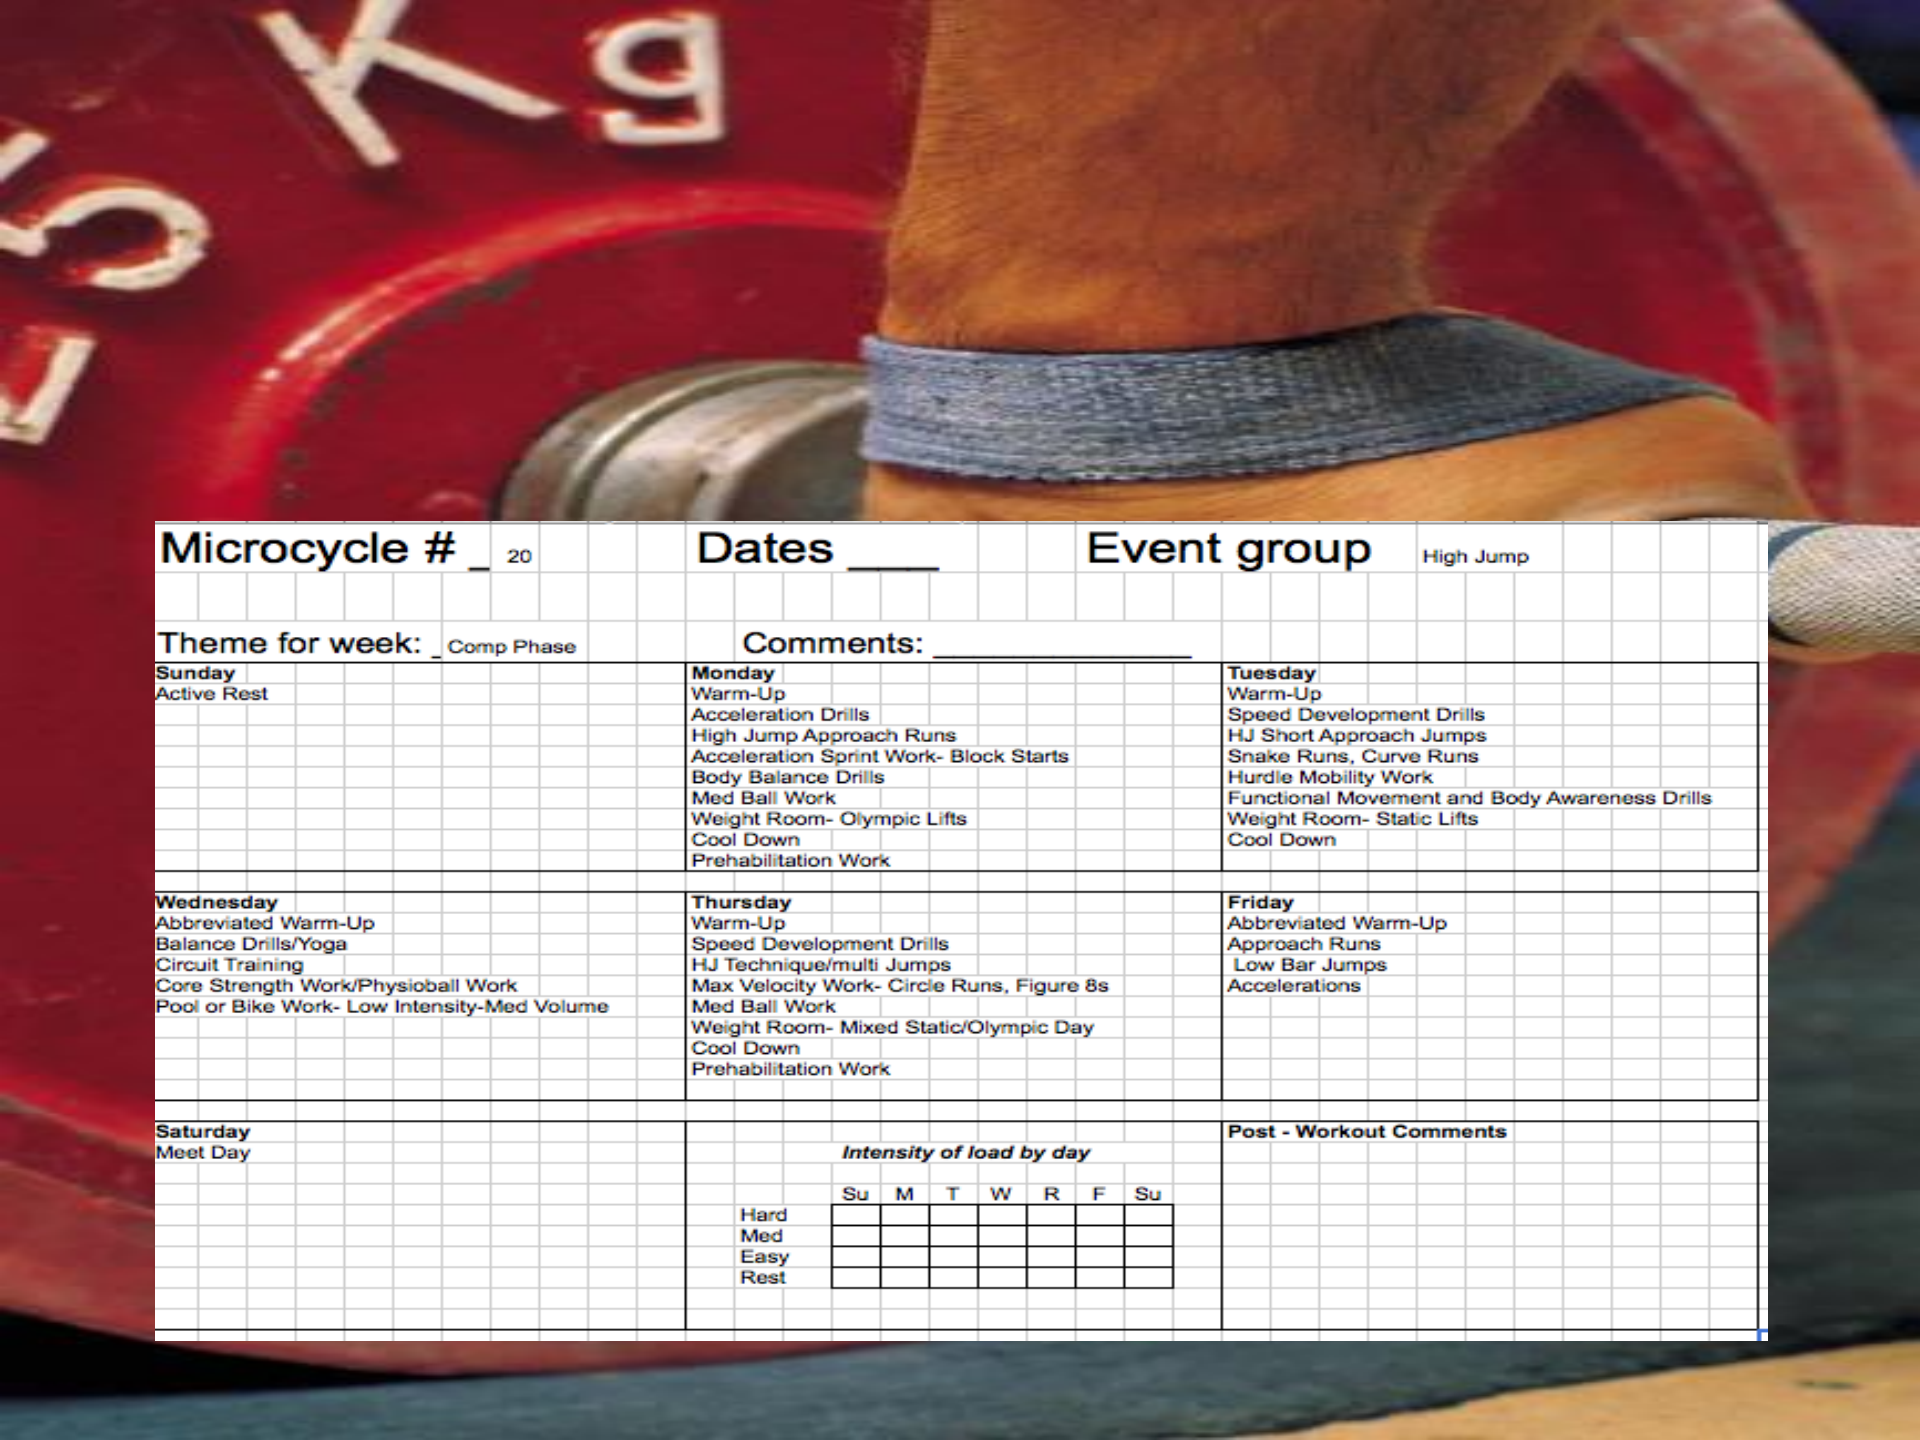 Kg
5
Microcycle # _ 20 Dates ___ Event group High Jump
Theme for week: _ Comp Phase Comments: ______________
Sunday
Active Rest
Monday
Warm-Up
Acceleration Drills
High Jump Approach Runs
Acceleration Sprint Work- Block Starts
Body Balance Drills
Med Ball Work
Weight Room- Olympic Lifts
Cool Down
Prehabilitation Work
Tuesday
Warm-Up
Speed Development Drills
HJ Short Approach Jumps
Snake Runs, Curve Runs
Hurdle Mobility Work
Functional Movement and Body Awareness Drills
Weight Room- Static Lifts
Cool Down
Wednesday
Abbreviated Warm-Up
Balance Drills/Yoga
Circuit Training
Core Strength Work/Physioball Work
Pool or Bike Work- Low Intensity-Med Volume
Thursday
Warm-Up
Speed Development Drills
HJ Technique/multi Jumps
Max Velocity Work- Circle Runs, Figure 8s
Med Ball Work
Weight Room- Mixed Static/Olympic Day
Cool Down
Prehabilitation Work
Friday
Abbreviated Warm-Up
Approach Runs
Low Bar Jumps
Accelerations
Saturday
Meet Day
Intensity of load by day
Su M T W R F Su
Hard
Med
Easy
Rest
Post - Workout Comments